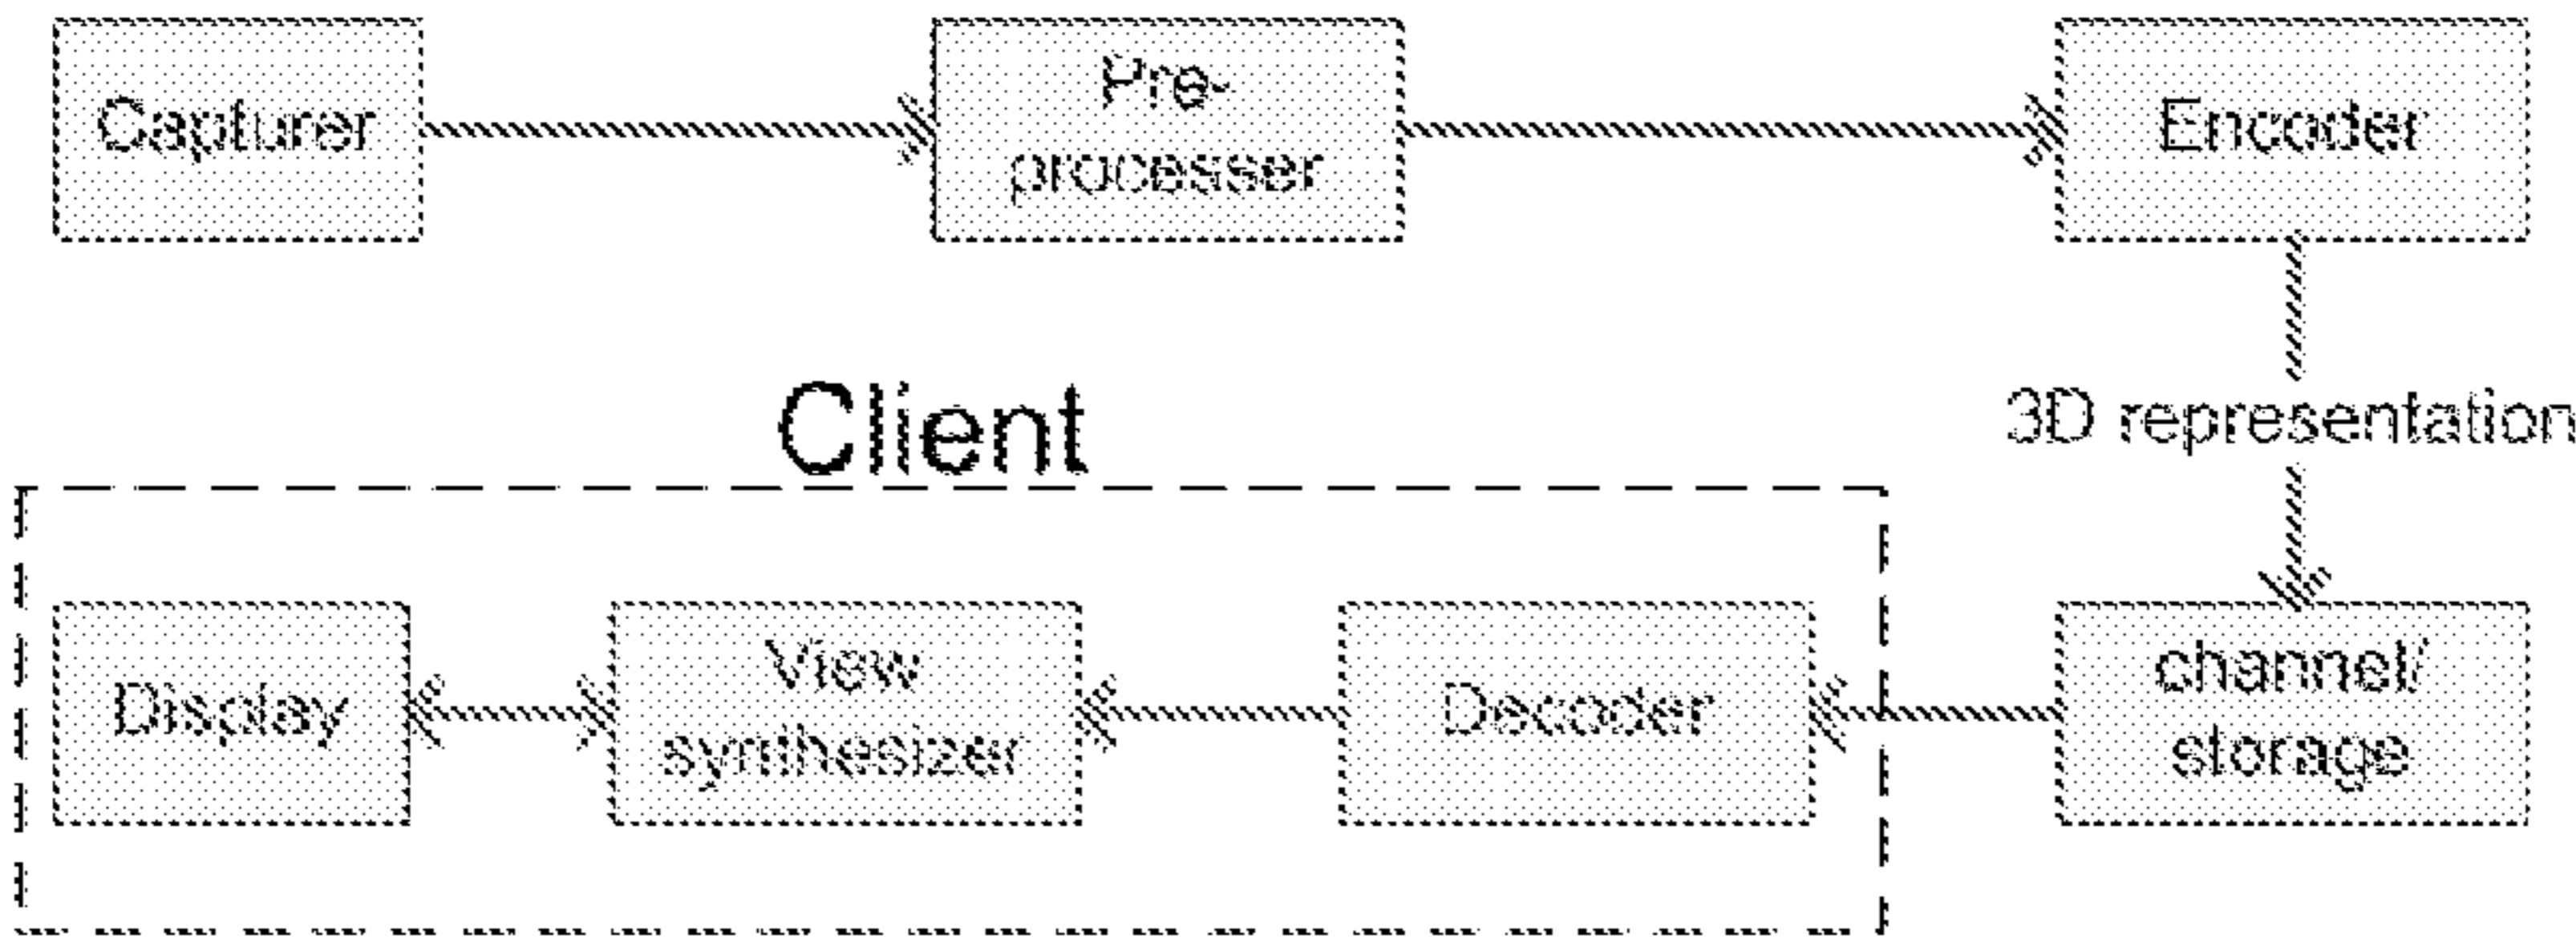 Capturer
Pre-
processer
Encoder
3D representation
Client
Display
View
synthesizer
Decoder
channel/
storage